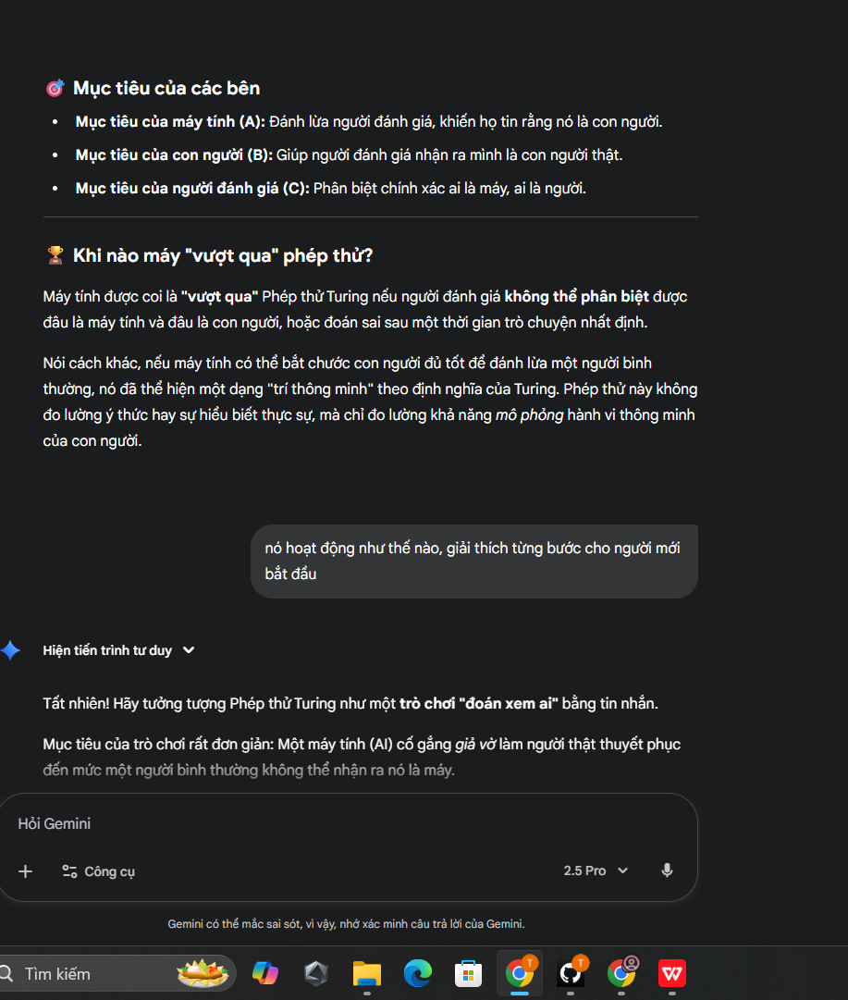 🎯 Mục tiêu của các bên
• Mục tiêu của máy tính (A): Đánh lừa người đánh giá, khiến họ tin rằng nó là con người.
• Mục tiêu của con người (B): Giúp người đánh giá nhận ra mình là con người thật.
• Mục tiêu của người đánh giá (C): Phân biệt chính xác ai là máy, ai là người.
🏆 Khi nào máy "vượt qua" phép thử?
Máy tính được coi là "vượt qua" Phép thử Turing nếu người đánh giá không thể phân biệt được
đâu là máy tính và đâu là con người, hoặc đoán sai sau một thời gian trò chuyện nhất định.
Nói cách khác, nếu máy tính có thể bắt chước con người đủ tốt để đánh lừa một người bình
thường, nó đã thể hiện một dạng "trí thông minh" theo định nghĩa của Turing. Phép thử này không
đo lường ý thức hay sự hiểu biết thực sự, mà chỉ đo lường khả năng mô phỏng hành vi thông minh
của con người.
nó hoạt động như thế nào, giải thích từng bước cho người mới
bắt đầu
Hiện tiến trình tư duy
Tất nhiên! Hãy tưởng tượng Phép thử Turing như một trò chơi "đoán xem ai" bằng tin nhắn.
Mục tiêu của trò chơi rất đơn giản: Một máy tính (AI) cố gắng giả vờ làm người thật thuyết phục
đến mức một người bình thường không thể nhận ra nó là máy.
Hỏi Gemini
Công cụ
2.5 Pro
Gemini có thể mắc sai sót, vì vậy, nhớ xác minh câu trả lời của Gemini.
Tìm kiếm
T
T
W